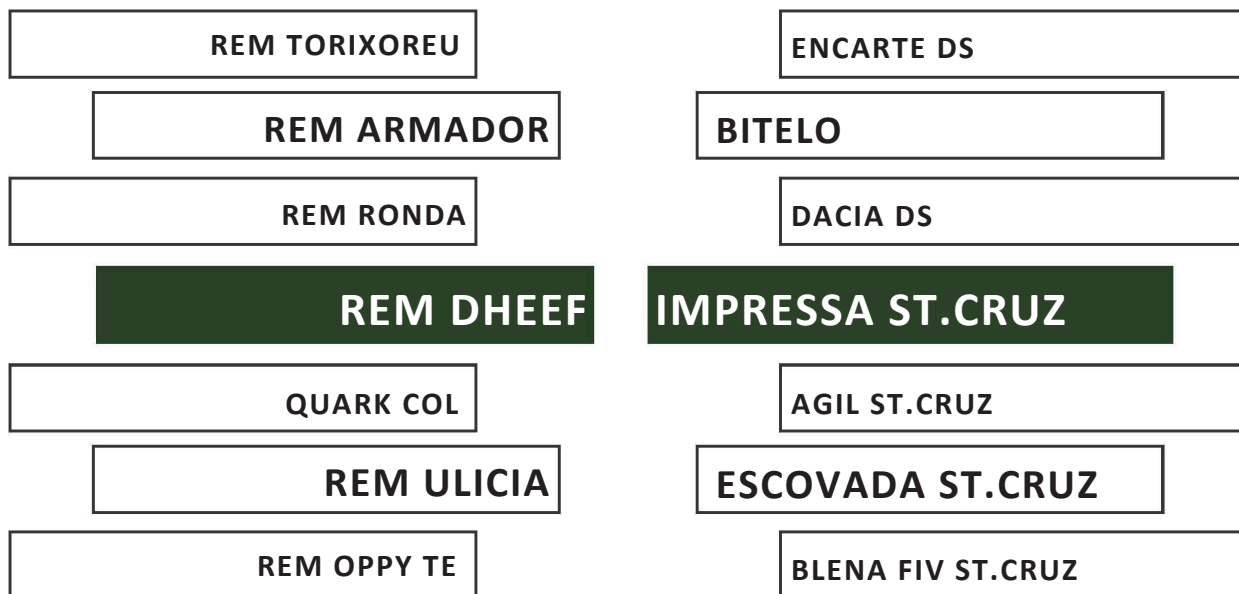 REM TORIXOREU
REM ARMADOR
REM RONDA
REM DHEEF
QUARK COL
REM ULICIA
REM OPPY TE
ENCARTE DS
BITELO
DACIA DS
IMPRESSA ST.CRUZ
AGIL ST.CRUZ
ESCOVADA ST.CRUZ
BLENA FIV ST.CRUZ